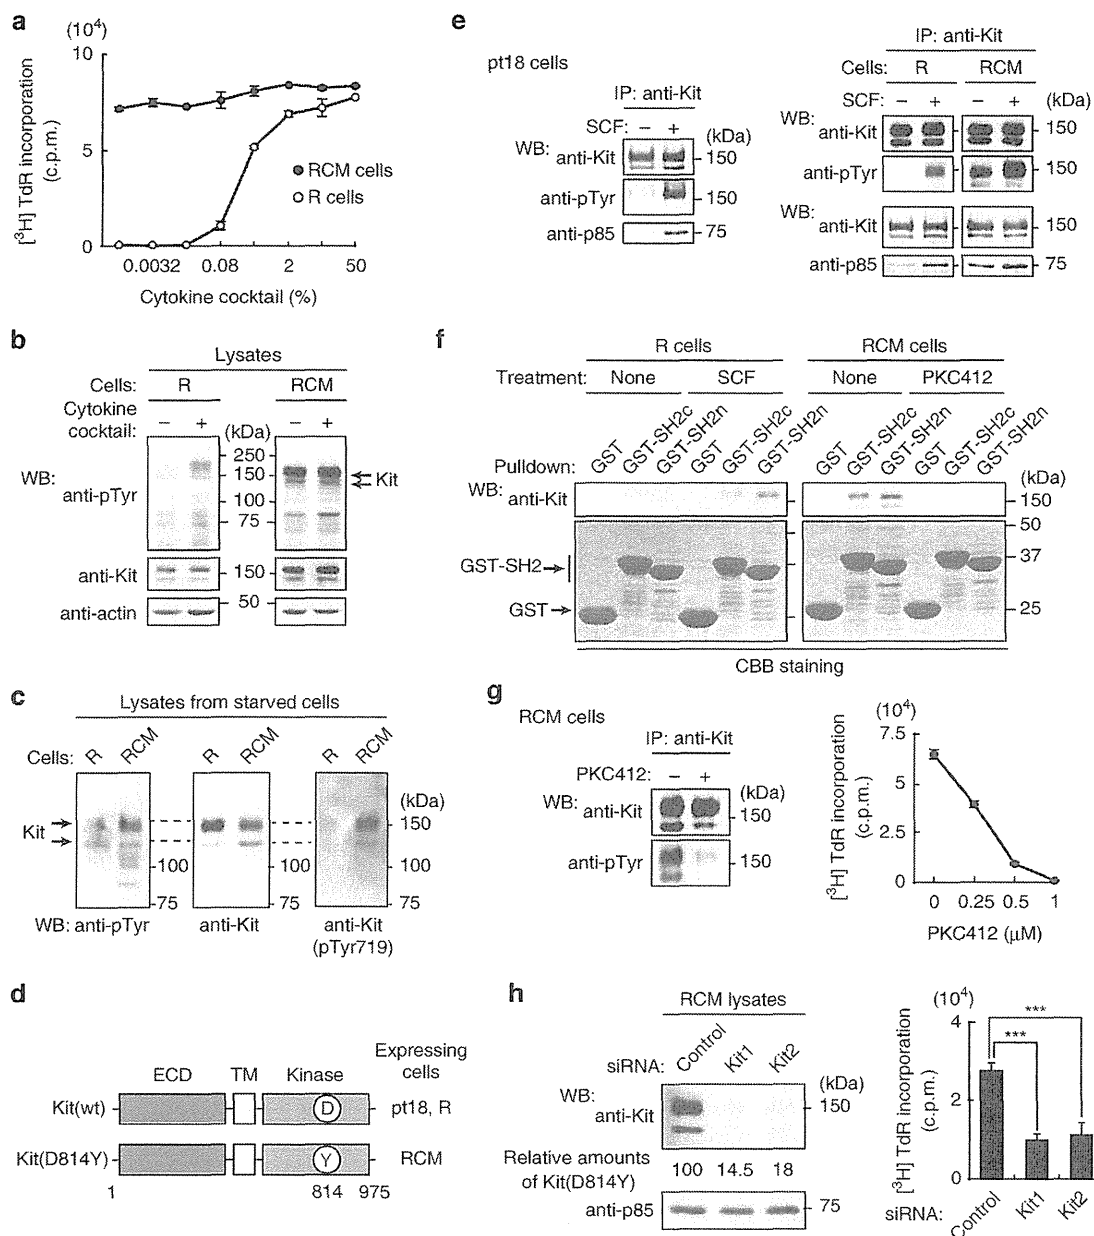 a
(10⁴)
10
5
0
[³H] TdR incorporation
(c.p.m.)
RCM cells
R cells
0.0032 0.08 2 50
Cytokine cocktail (%)
b
Lysates
Cells: R RCM
Cytokine
cocktail: – + – +
(kDa)
WB: anti-pTyr
250
150
100
75
Kit
anti-Kit 150
50
anti-actin
c
Lysates from starved cells
Cells: R RCM R RCM R RCM
(kDa)
Kit
150
100 100
75 75
WB: anti-pTyr anti-Kit anti-Kit
(pTyr719)
d
ECD TM Kinase Expressing
cells
Kit(wt) D pt18, R
Kit(D814Y) Y RCM
1 814 975
e
pt18 cells
IP: anti-Kit
SCF: – + (kDa)
WB: anti-Kit 150
anti-pTyr 150
anti-p85 75
IP: anti-Kit
Cells: R RCM
SCF: – + – + (kDa)
WB: anti-Kit 150
anti-pTyr 150
WB: anti-Kit 150
anti-p85 75
f
R cells RCM cells
Treatment: None SCF None PKC412
Pulldown: GST GST-SH2c GST-SH2n GST GST-SH2c GST-SH2n GST GST-SH2c GST-SH2n GST GST-SH2c GST-SH2n
(kDa)
WB: anti-Kit 150
50
37
GST-SH2
GST
25
CBB staining
g
RCM cells
IP: anti-Kit
PKC412: – + (kDa)
WB: anti-Kit 150
anti-pTyr 150
(10⁴)
7.5
5
2.5
0
[³H] TdR incorporation
(c.p.m.)
0 0.25 0.5 1
PKC412 (μM)
h
RCM lysates
siRNA: Control Kit1 Kit2
(kDa)
WB: anti-Kit 150
Relative amounts
of Kit(D814Y) 100 14.5 18
anti-p85 75
(10⁴)
4
2
0
[³H] TdR incorporation
(c.p.m.)
***
***
siRNA: Control Kit1 Kit2